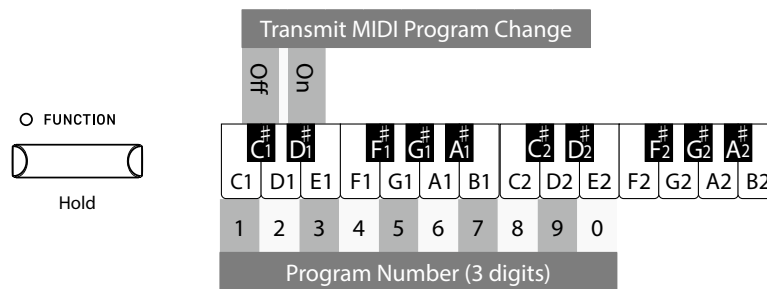 Transmit MIDI Program Change
Off On
FUNCTION
Hold
C#1 D#1 F#1 G#1 A#1 C#2 D#2 F#2 G#2 A#2
C1 D1 E1 F1 G1 A1 B1 C2 D2 E2 F2 G2 A2 B2
1 2 3 4 5 6 7 8 9 0
Program Number (3 digits)